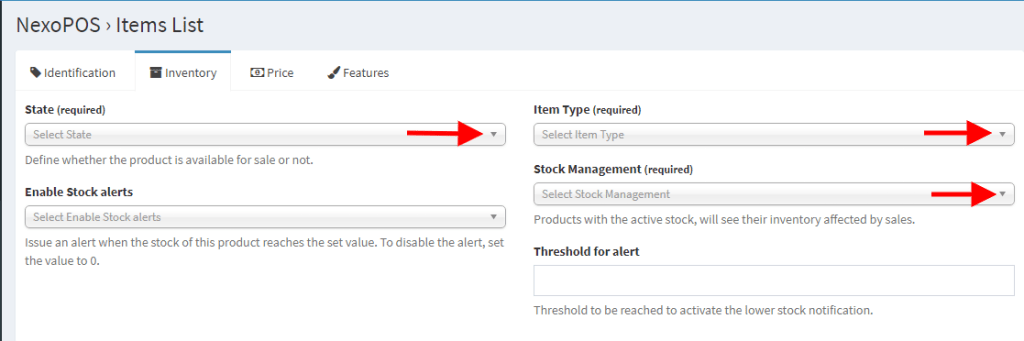 NexoPOS › Items List
Identification
Inventory
Price
Features
State (required)
Select State
Define whether the product is available for sale or not.
Enable Stock alerts
Select Enable Stock alerts
Issue an alert when the stock of this product reaches the set value. To disable the alert, set
the value to 0.
Item Type (required)
Select Item Type
Stock Management (required)
Select Stock Management
Products with the active stock, will see their inventory affected by sales.
Threshold for alert
Threshold to be reached to activate the lower stock notification.